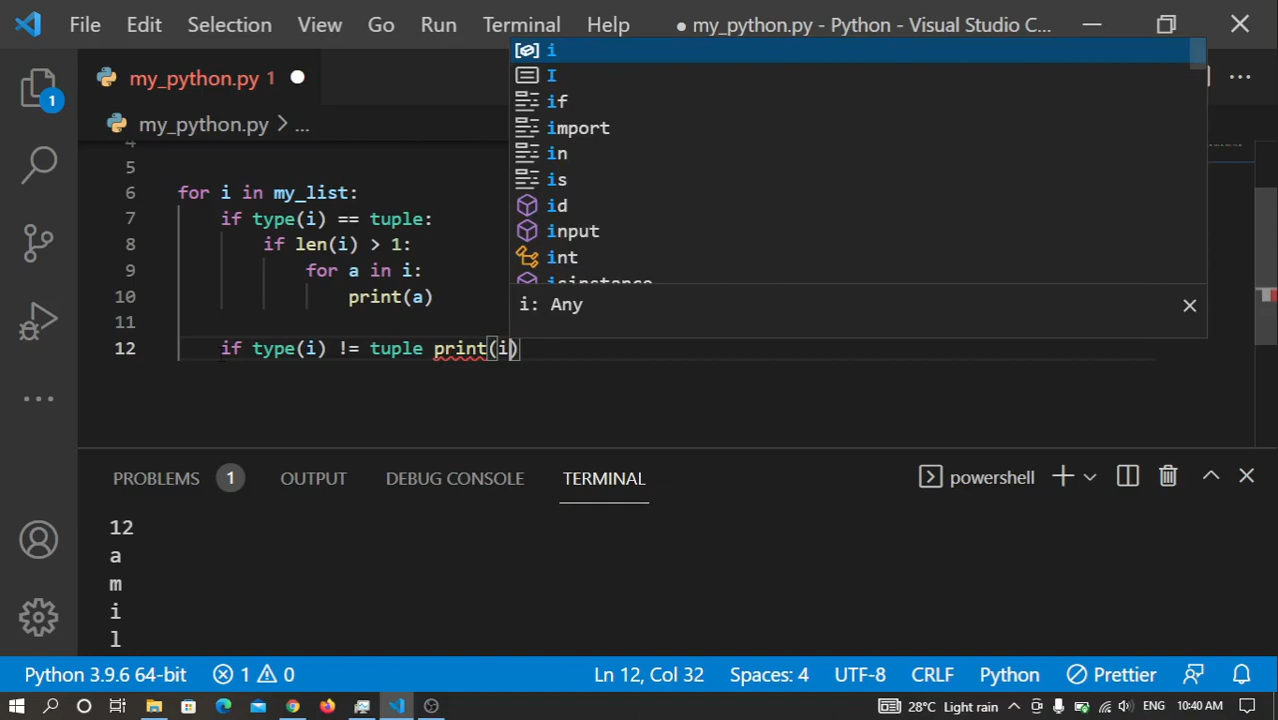 File Edit Selection View Go Run Terminal Help ● my_python.py - Python - Visual Studio C...
my_python.py 1
my_python.py > ...
5
6 for i in my_list:
7 if type(i) == tuple:
8 if len(i) > 1:
9 for a in i:
10 print(a)
11
12 if type(i) != tuple print(i)
i
I
if
import
in
is
id
input
int
isinstance
i: Any
1
PROBLEMS 1 OUTPUT DEBUG CONSOLE TERMINAL powershell
12
a
m
i
l
Python 3.9.6 64-bit 1 0 Ln 12, Col 32 Spaces: 4 UTF-8 CRLF Python Prettier
28°C Light rain ENG 10:40 AM